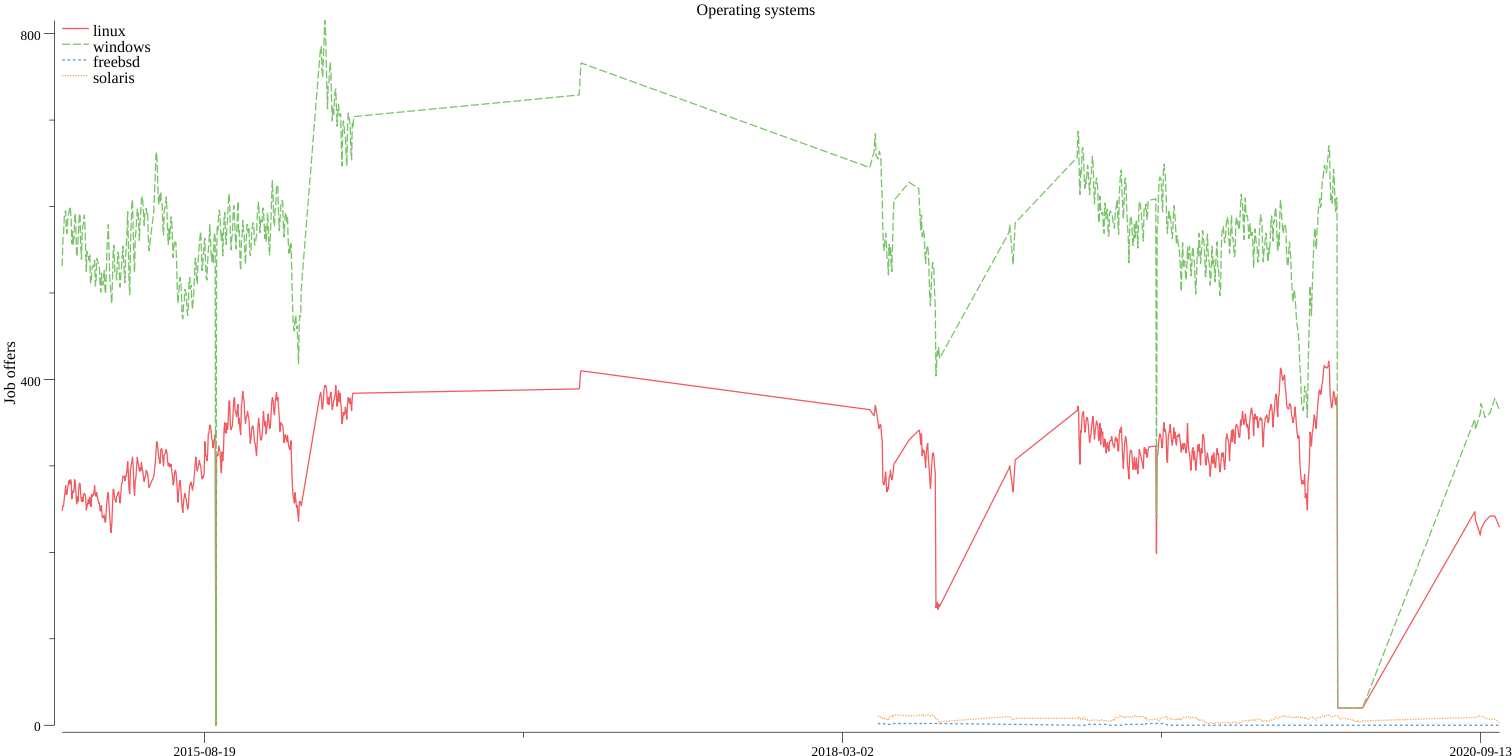 Operating systems
linux
windows
freebsd
solaris
800
400
0
Job offers
2015-08-19
2018-03-02
2020-09-13